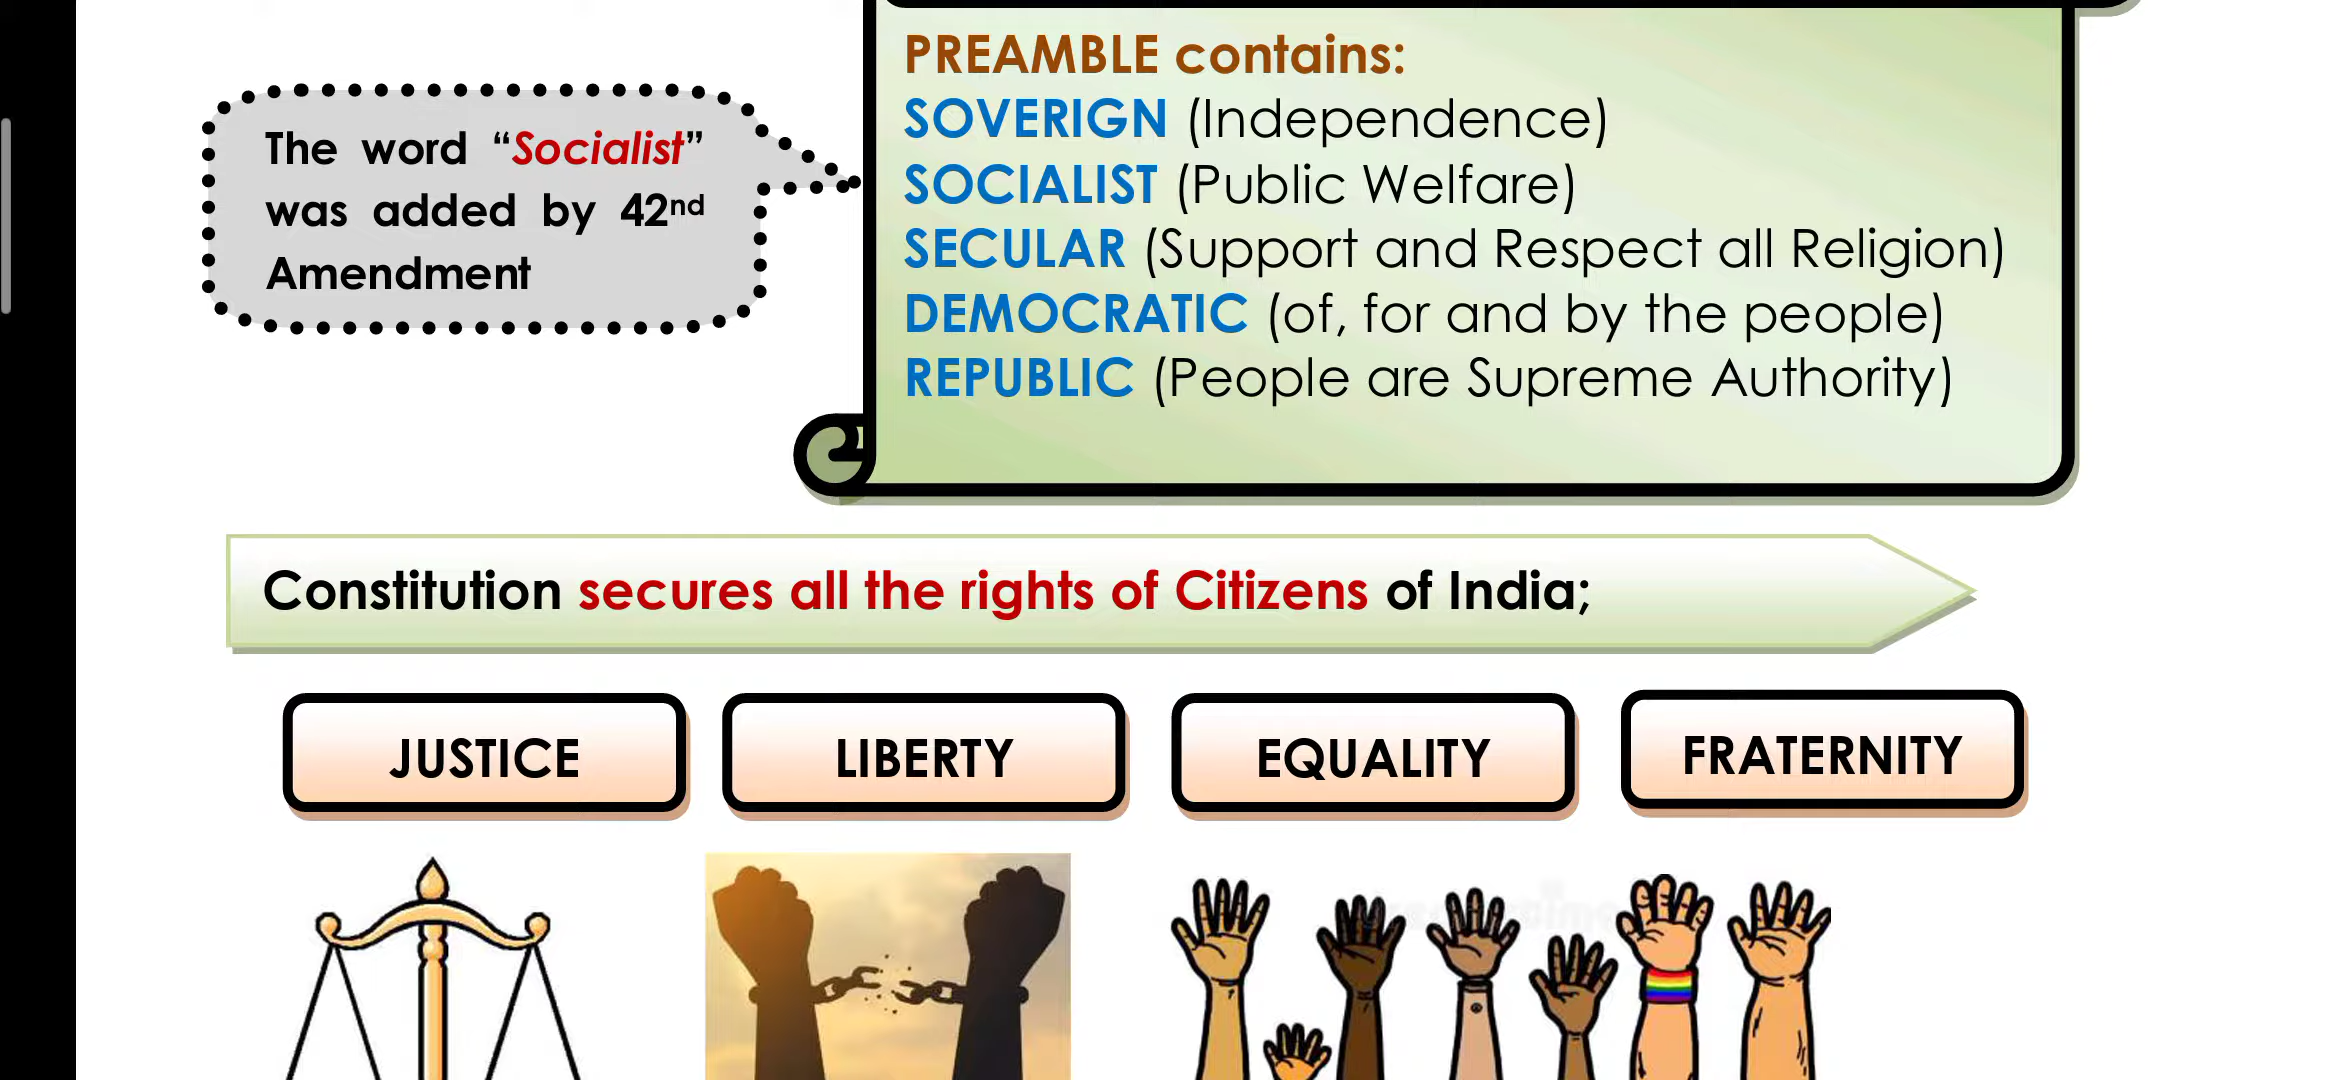 PREAMBLE contains:
SOVERIGN (Independence)
SOCIALIST (Public Welfare)
SECULAR (Support and Respect all Religion)
DEMOCRATIC (of, for and by the people)
REPUBLIC (People are Supreme Authority)
The word “Socialist”
was added by 42nd
Amendment
Constitution secures all the rights of Citizens of India;
JUSTICE
LIBERTY
EQUALITY
FRATERNITY